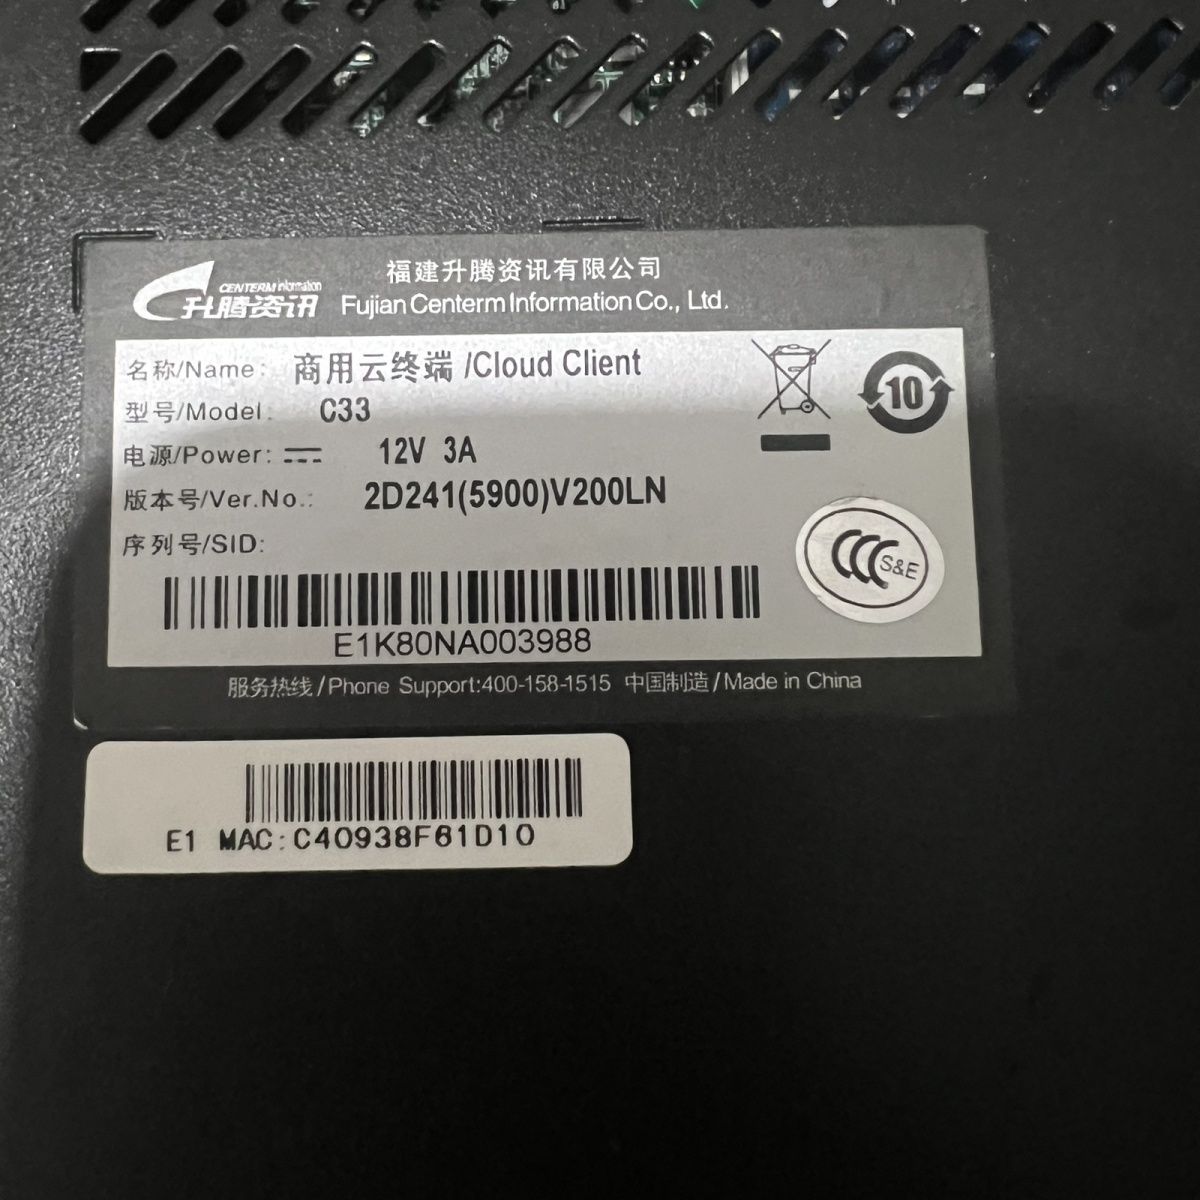 CENTERM information
升腾资讯
福建升腾资讯有限公司
Fujian Centerm Information Co., Ltd.
名称/Name: 商用云终端 /Cloud Client
型号/Model: C33
电源/Power: 12V 3A
版本号/Ver.No.: 2D241(5900)V200LN
序列号/SID:
10
CCC S&E
E1K80NA003988
服务热线/Phone Support:400-158-1515 中国制造/Made in China
E1 MAC:C40938F61D10